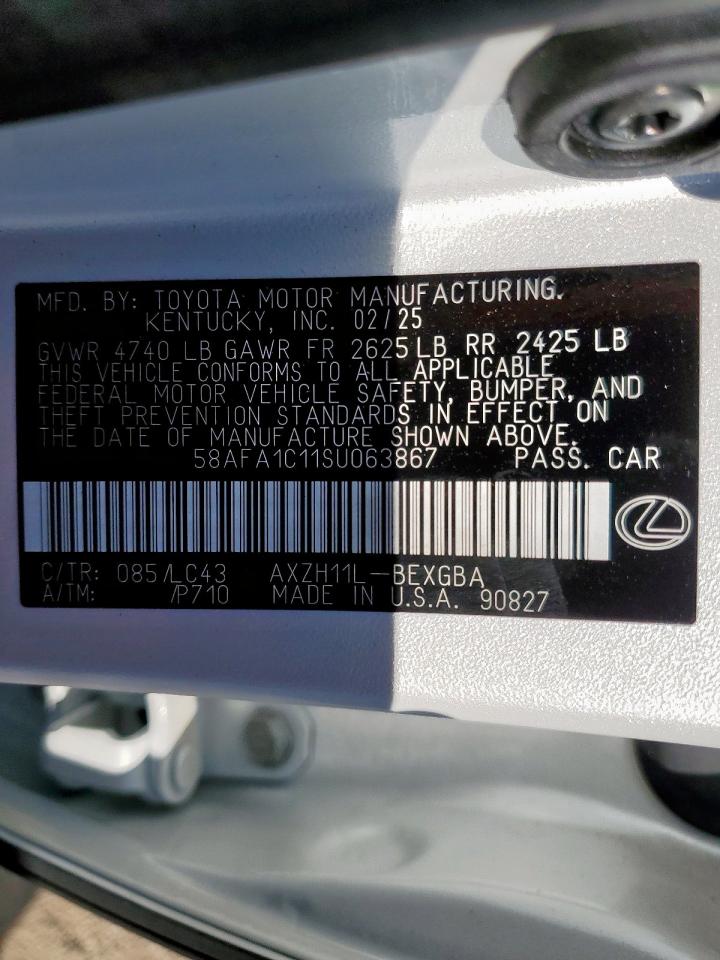 MFD. BY: TOYOTA MOTOR MANUFACTURING.
KENTUCKY, INC. 02/25
GVWR 4740 LB GAWR FR 2625 LB RR 2425 LB
THIS VEHICLE CONFORMS TO ALL APPLICABLE
FEDERAL MOTOR VEHICLE SAFETY, BUMPER, AND
THEFT PREVENTION STANDARDS IN EFFECT ON
THE DATE OF MANUFACTURE SHOWN ABOVE.
58AFA1C11SU063867 PASS. CAR
C/TR: 085/LC43 AXZH11L-BEXGBA
A/TM: /P710 MADE IN U.S.A. 90827